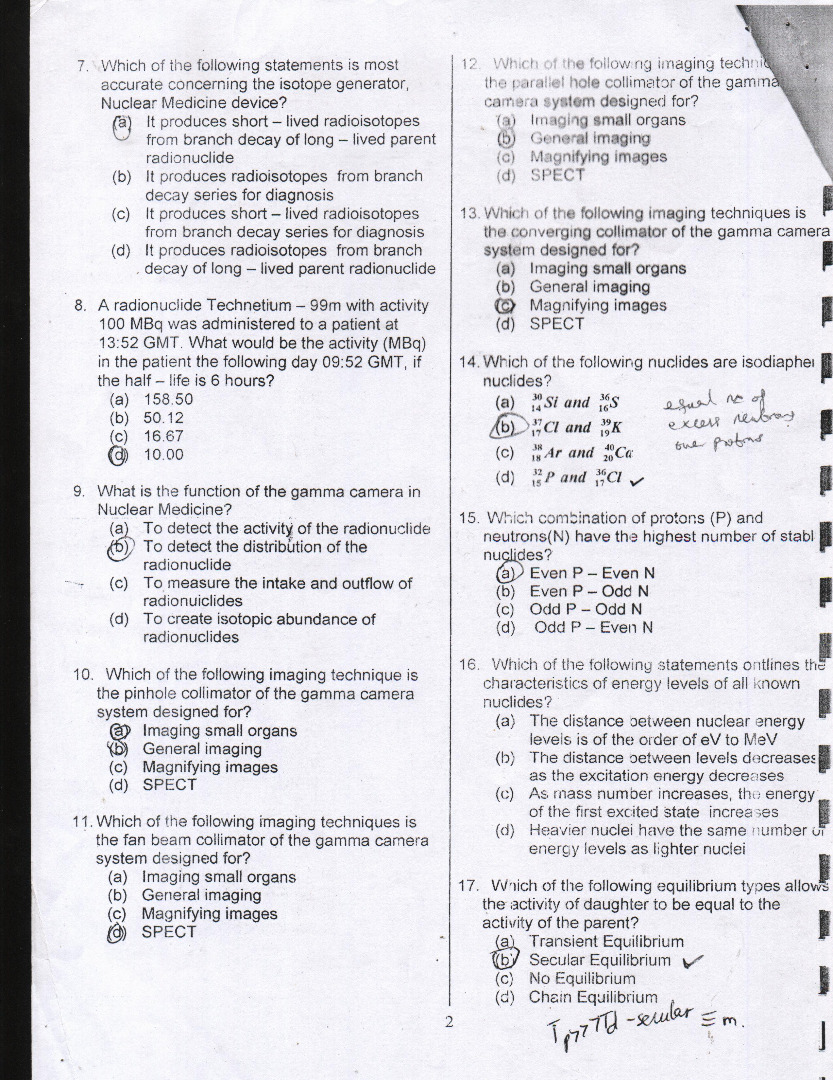 7. Which of the following statements is most
accurate concerning the isotope generator,
Nuclear Medicine device?
(a) It produces short – lived radioisotopes
from branch decay of long – lived parent
radionuclide
(b) It produces radioisotopes from branch
decay series for diagnosis
(c) It produces short – lived radioisotopes
from branch decay series for diagnosis
(d) It produces radioisotopes from branch
decay of long – lived parent radionuclide
8. A radionuclide Technetium – 99m with activity
100 MBq was administered to a patient at
13:52 GMT. What would be the activity (MBq)
in the patient the following day 09:52 GMT, if
the half – life is 6 hours?
(a) 158.50
(b) 50.12
(c) 16.67
(d) 10.00
9. What is the function of the gamma camera in
Nuclear Medicine?
(a) To detect the activity of the radionuclide
(b) To detect the distribution of the
radionuclide
(c) To measure the intake and outflow of
radionuiclides
(d) To create isotopic abundance of
radionuclides
10. Which of the following imaging technique is
the pinhole collimator of the gamma camera
system designed for?
(a) Imaging small organs
(b) General imaging
(c) Magnifying images
(d) SPECT
11. Which of the following imaging techniques is
the fan beam collimator of the gamma camera
system designed for?
(a) Imaging small organs
(b) General imaging
(c) Magnifying images
(d) SPECT
12. Which of the following imaging techni
the parallel hole collimator of the gamma
camera system designed for?
(a) Imaging small organs
(b) General imaging
(c) Magnifying images
(d) SPECT
13. Which of the following imaging techniques is
the converging collimator of the gamma camera
system designed for?
(a) Imaging small organs
(b) General imaging
(c) Magnifying images
(d) SPECT
14. Which of the following nuclides are isodiapher
nuclides?
(a) ³⁰₁₄Si and ³⁶₁₆S
(b) ³⁷₁₇Cl and ³⁹₁₉K
(c) ³⁸₁₈Ar and ⁴⁰₂₀Ca
(d) ³²₁₅P and ³⁶₁₇Cl ✓
equal no of
excess neutrons
over protons
15. Which combination of protons (P) and
neutrons(N) have the highest number of stabl
nuclides?
(a) Even P – Even N
(b) Even P – Odd N
(c) Odd P – Odd N
(d) Odd P – Even N
16. Which of the following statements ontlines the
characteristics of energy levels of all known
nuclides?
(a) The distance between nuclear energy
levels is of the order of eV to MeV
(b) The distance between levels decreases
as the excitation energy decreases
(c) As mass number increases, the energy
of the first excited state increases
(d) Heavier nuclei have the same number of
energy levels as lighter nuclei
17. Which of the following equilibrium types allows
the activity of daughter to be equal to the
activity of the parent?
(a) Transient Equilibrium
(b) Secular Equilibrium ✓
(c) No Equilibrium
(d) Chain Equilibrium
Tp>>Td - secular Ξm.
2